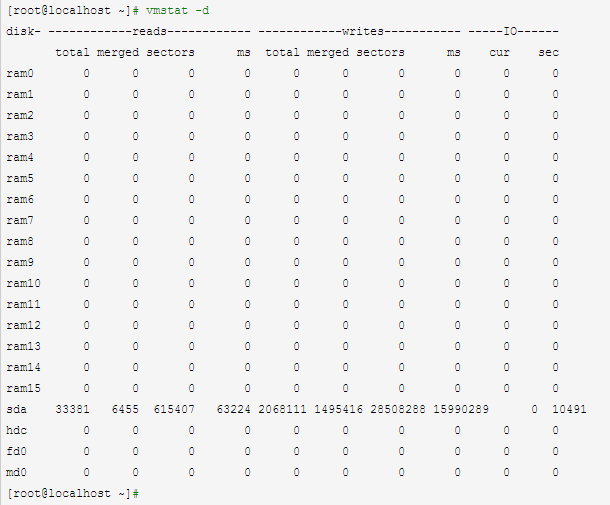 [root@localhost ~]# vmstat -d
disk- ------------reads------------ ------------writes----------- -----IO------
       total merged sectors      ms  total merged sectors      ms    cur    sec
ram0       0      0       0       0      0      0       0       0      0      0
ram1       0      0       0       0      0      0       0       0      0      0
ram2       0      0       0       0      0      0       0       0      0      0
ram3       0      0       0       0      0      0       0       0      0      0
ram4       0      0       0       0      0      0       0       0      0      0
ram5       0      0       0       0      0      0       0       0      0      0
ram6       0      0       0       0      0      0       0       0      0      0
ram7       0      0       0       0      0      0       0       0      0      0
ram8       0      0       0       0      0      0       0       0      0      0
ram9       0      0       0       0      0      0       0       0      0      0
ram10      0      0       0       0      0      0       0       0      0      0
ram11      0      0       0       0      0      0       0       0      0      0
ram12      0      0       0       0      0      0       0       0      0      0
ram13      0      0       0       0      0      0       0       0      0      0
ram14      0      0       0       0      0      0       0       0      0      0
ram15      0      0       0       0      0      0       0       0      0      0
sda    33381   6455  615407   63224 2068111 1495416 28508288 15990289      0  10491
hdc        0      0       0       0      0      0       0       0      0      0
fd0        0      0       0       0      0      0       0       0      0      0
md0        0      0       0       0      0      0       0       0      0      0
[root@localhost ~]#